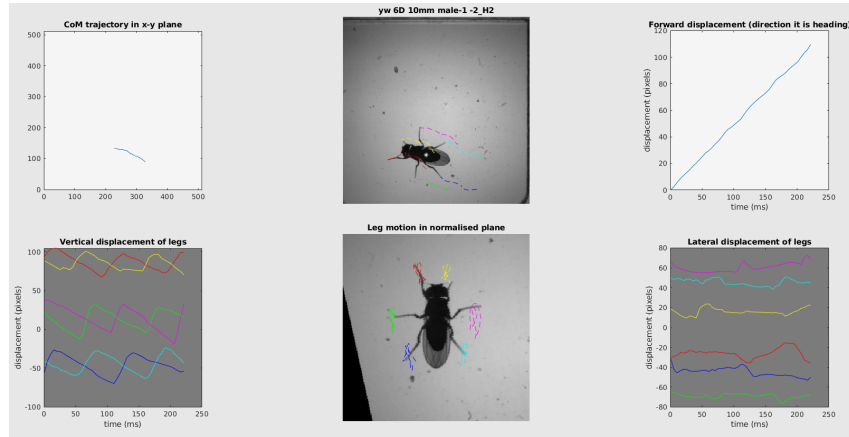 CoM trajectory in x-y plane
500
400
300
200
100
0
0 100 200 300 400 500
yw 6D 10mm male-1 -2_H2
Forward displacement (direction it is heading)
displacement (pixels)
120
100
80
60
40
20
0
0 50 100 150 200 250
time (ms)
Vertical displacement of legs
displacement (pixels)
100
50
0
-50
-100
0 50 100 150 200 250
time (ms)
Leg motion in normalised plane
Lateral displacement of legs
displacement (pixels)
80
60
40
20
0
-20
-40
-60
-80
0 50 100 150 200 250
time (ms)